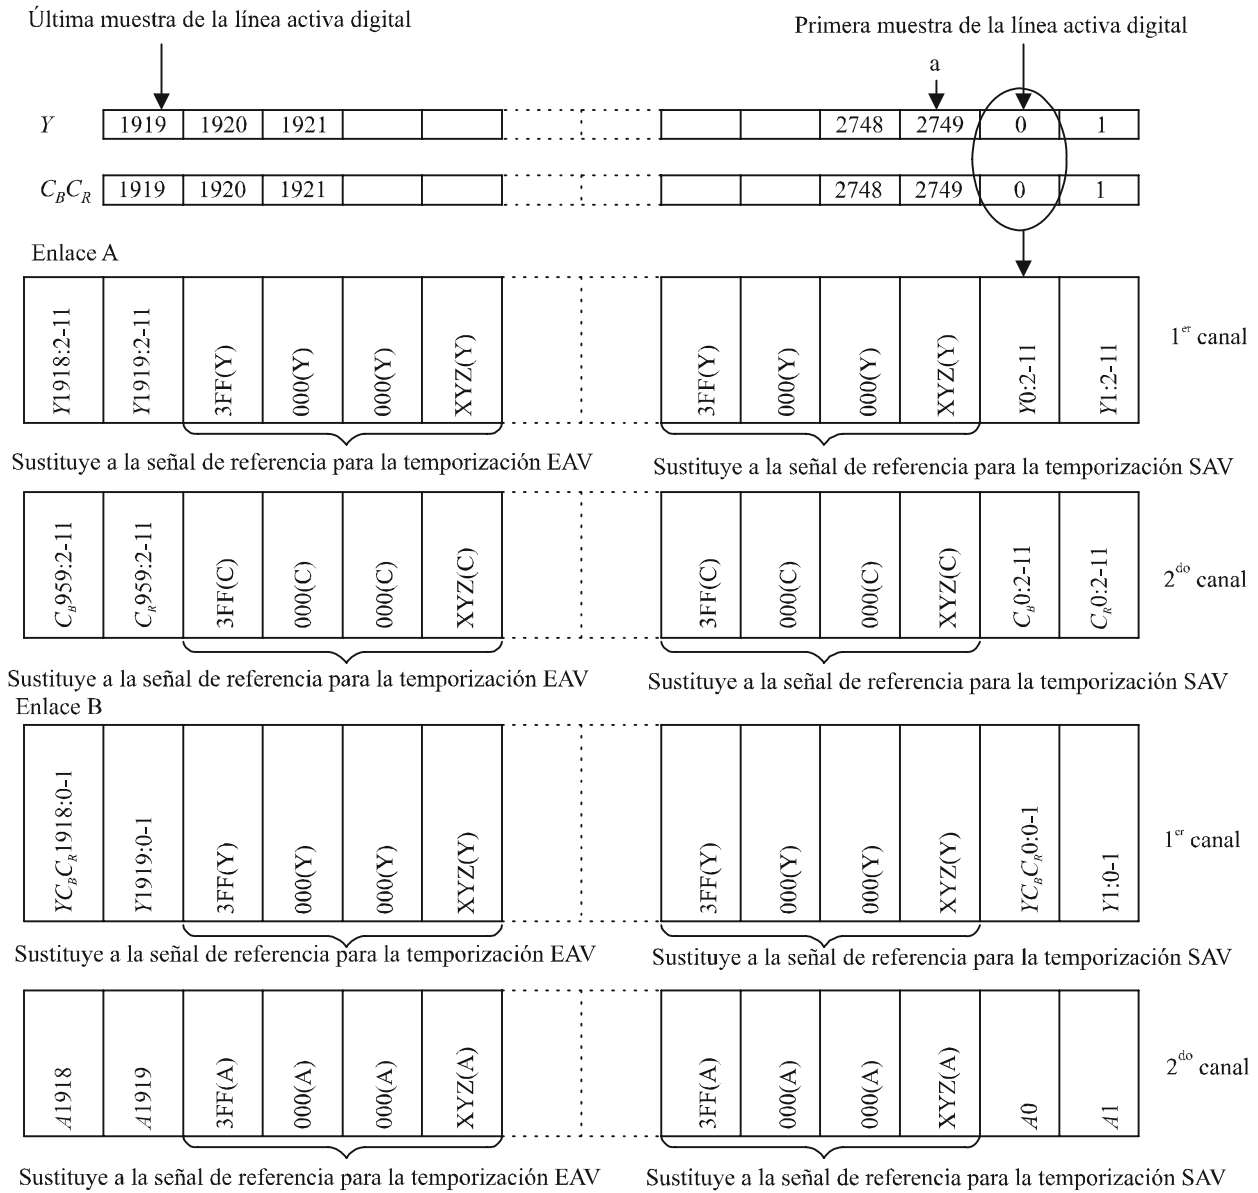 Última muestra de la línea activa digital
Primera muestra de la línea activa digital
a
Y 1919 1920 1921 2748 2749 0 1
CBCR 1919 1920 1921 2748 2749 0 1
Enlace A
Y1918:2-11 Y1919:2-11 3FF(Y) 000(Y) 000(Y) XYZ(Y) 3FF(Y) 000(Y) 000(Y) XYZ(Y) Y0:2-11 Y1:2-11 1er canal
Sustituye a la señal de referencia para la temporización EAV
Sustituye a la señal de referencia para la temporización SAV
CB959:2-11 CR959:2-11 3FF(C) 000(C) 000(C) XYZ(C) 3FF(C) 000(C) 000(C) XYZ(C) CB0:2-11 CR0:2-11 2do canal
Sustituye a la señal de referencia para la temporización EAV
Sustituye a la señal de referencia para la temporización SAV
Enlace B
YCBCR1918:0-1 Y1919:0-1 3FF(Y) 000(Y) 000(Y) XYZ(Y) 3FF(Y) 000(Y) 000(Y) XYZ(Y) YCBCR0:0-1 Y1:0-1 1er canal
Sustituye a la señal de referencia para la temporización EAV
Sustituye a la señal de referencia para la temporización SAV
A1918 A1919 3FF(A) 000(A) 000(A) XYZ(A) 3FF(A) 000(A) 000(A) XYZ(A) A0 A1 2do canal
Sustituye a la señal de referencia para la temporización EAV
Sustituye a la señal de referencia para la temporización SAV